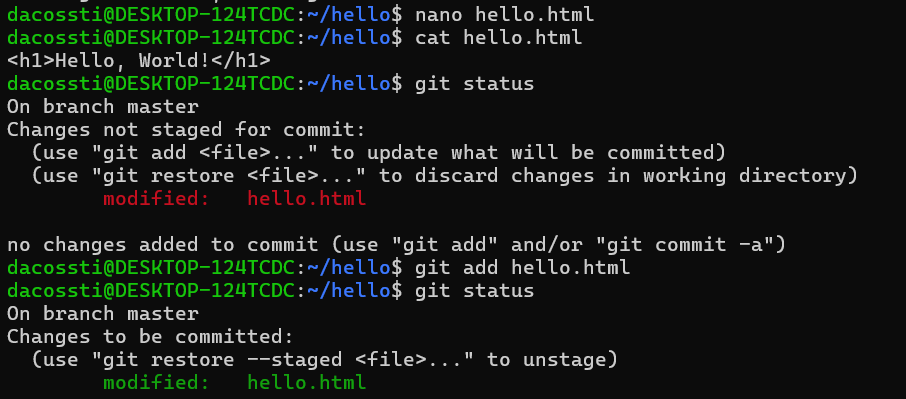 dacossti@DESKTOP-124TCDC:~/hello$ nano hello.html
dacossti@DESKTOP-124TCDC:~/hello$ cat hello.html
<h1>Hello, World!</h1>
dacossti@DESKTOP-124TCDC:~/hello$ git status
On branch master
Changes not staged for commit:
  (use "git add <file>..." to update what will be committed)
  (use "git restore <file>..." to discard changes in working directory)
        modified:   hello.html

no changes added to commit (use "git add" and/or "git commit -a")
dacossti@DESKTOP-124TCDC:~/hello$ git add hello.html
dacossti@DESKTOP-124TCDC:~/hello$ git status
On branch master
Changes to be committed:
  (use "git restore --staged <file>..." to unstage)
        modified:   hello.html